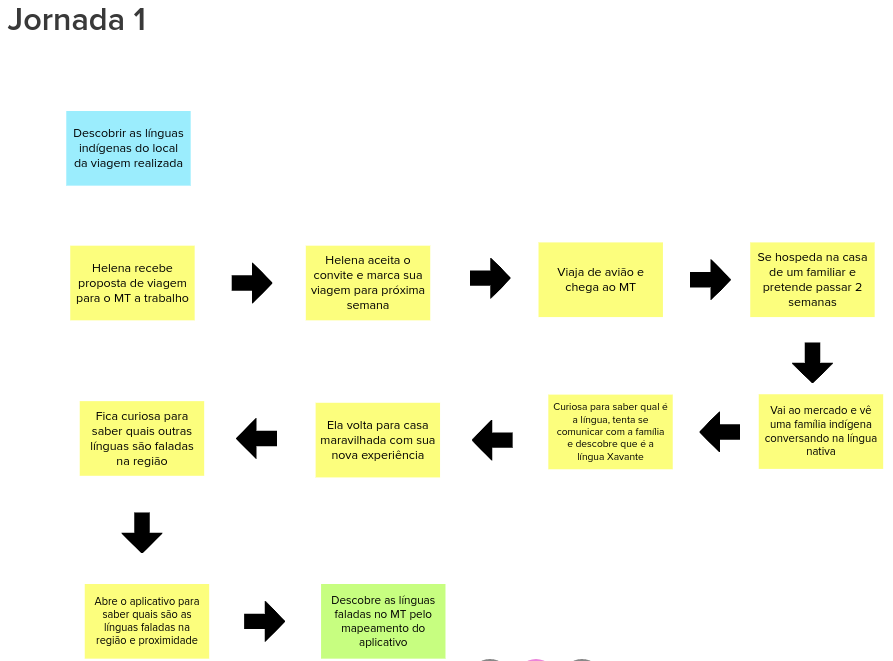 Jornada 1
Descobrir as línguas
indígenas do local
da viagem realizada
Helena recebe
proposta de viagem
para o MT a trabalho
Helena aceita o
convite e marca sua
viagem para próxima
semana
Viaja de avião e
chega ao MT
Se hospeda na casa
de um familiar e
pretende passar 2
semanas
Vai ao mercado e vê
uma família indígena
conversando na língua
nativa
Curiosa para saber qual é
a língua, tenta se
comunicar com a família
e descobre que é a
língua Xavante
Ela volta para casa
maravilhada com sua
nova experiência
Fica curiosa para
saber quais outras
línguas são faladas
na região
Abre o aplicativo para
saber quais são as
línguas faladas na
região e proximidade
Descobre as línguas
faladas no MT pelo
mapeamento do
aplicativo